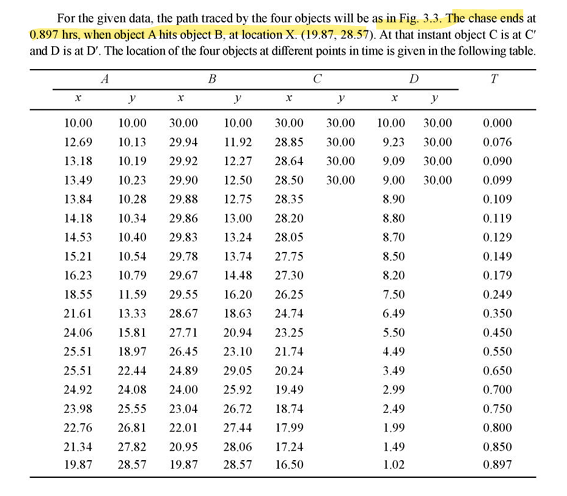 For the given data, the path traced by the four objects will be as in Fig. 3.3. The chase ends at
0.897 hrs, when object A hits object B, at location X. (19.87, 28.57). At that instant object C is at C′
and D is at D′. The location of the four objects at different points in time is given in the following table.
A B C D T
x y x y x y x y
10.00 10.00 30.00 10.00 30.00 30.00 10.00 30.00 0.000
12.69 10.13 29.94 11.92 28.85 30.00 9.23 30.00 0.076
13.18 10.19 29.92 12.27 28.64 30.00 9.09 30.00 0.090
13.49 10.23 29.90 12.50 28.50 30.00 9.00 30.00 0.099
13.84 10.28 29.88 12.75 28.35 8.90 0.109
14.18 10.34 29.86 13.00 28.20 8.80 0.119
14.53 10.40 29.83 13.24 28.05 8.70 0.129
15.21 10.54 29.78 13.74 27.75 8.50 0.149
16.23 10.79 29.67 14.48 27.30 8.20 0.179
18.55 11.59 29.55 16.20 26.25 7.50 0.249
21.61 13.33 28.67 18.63 24.74 6.49 0.350
24.06 15.81 27.71 20.94 23.25 5.50 0.450
25.51 18.97 26.45 23.10 21.74 4.49 0.550
25.51 22.44 24.89 29.05 20.24 3.49 0.650
24.92 24.08 24.00 25.92 19.49 2.99 0.700
23.98 25.55 23.04 26.72 18.74 2.49 0.750
22.76 26.81 22.01 27.44 17.99 1.99 0.800
21.34 27.82 20.95 28.06 17.24 1.49 0.850
19.87 28.57 19.87 28.57 16.50 1.02 0.897